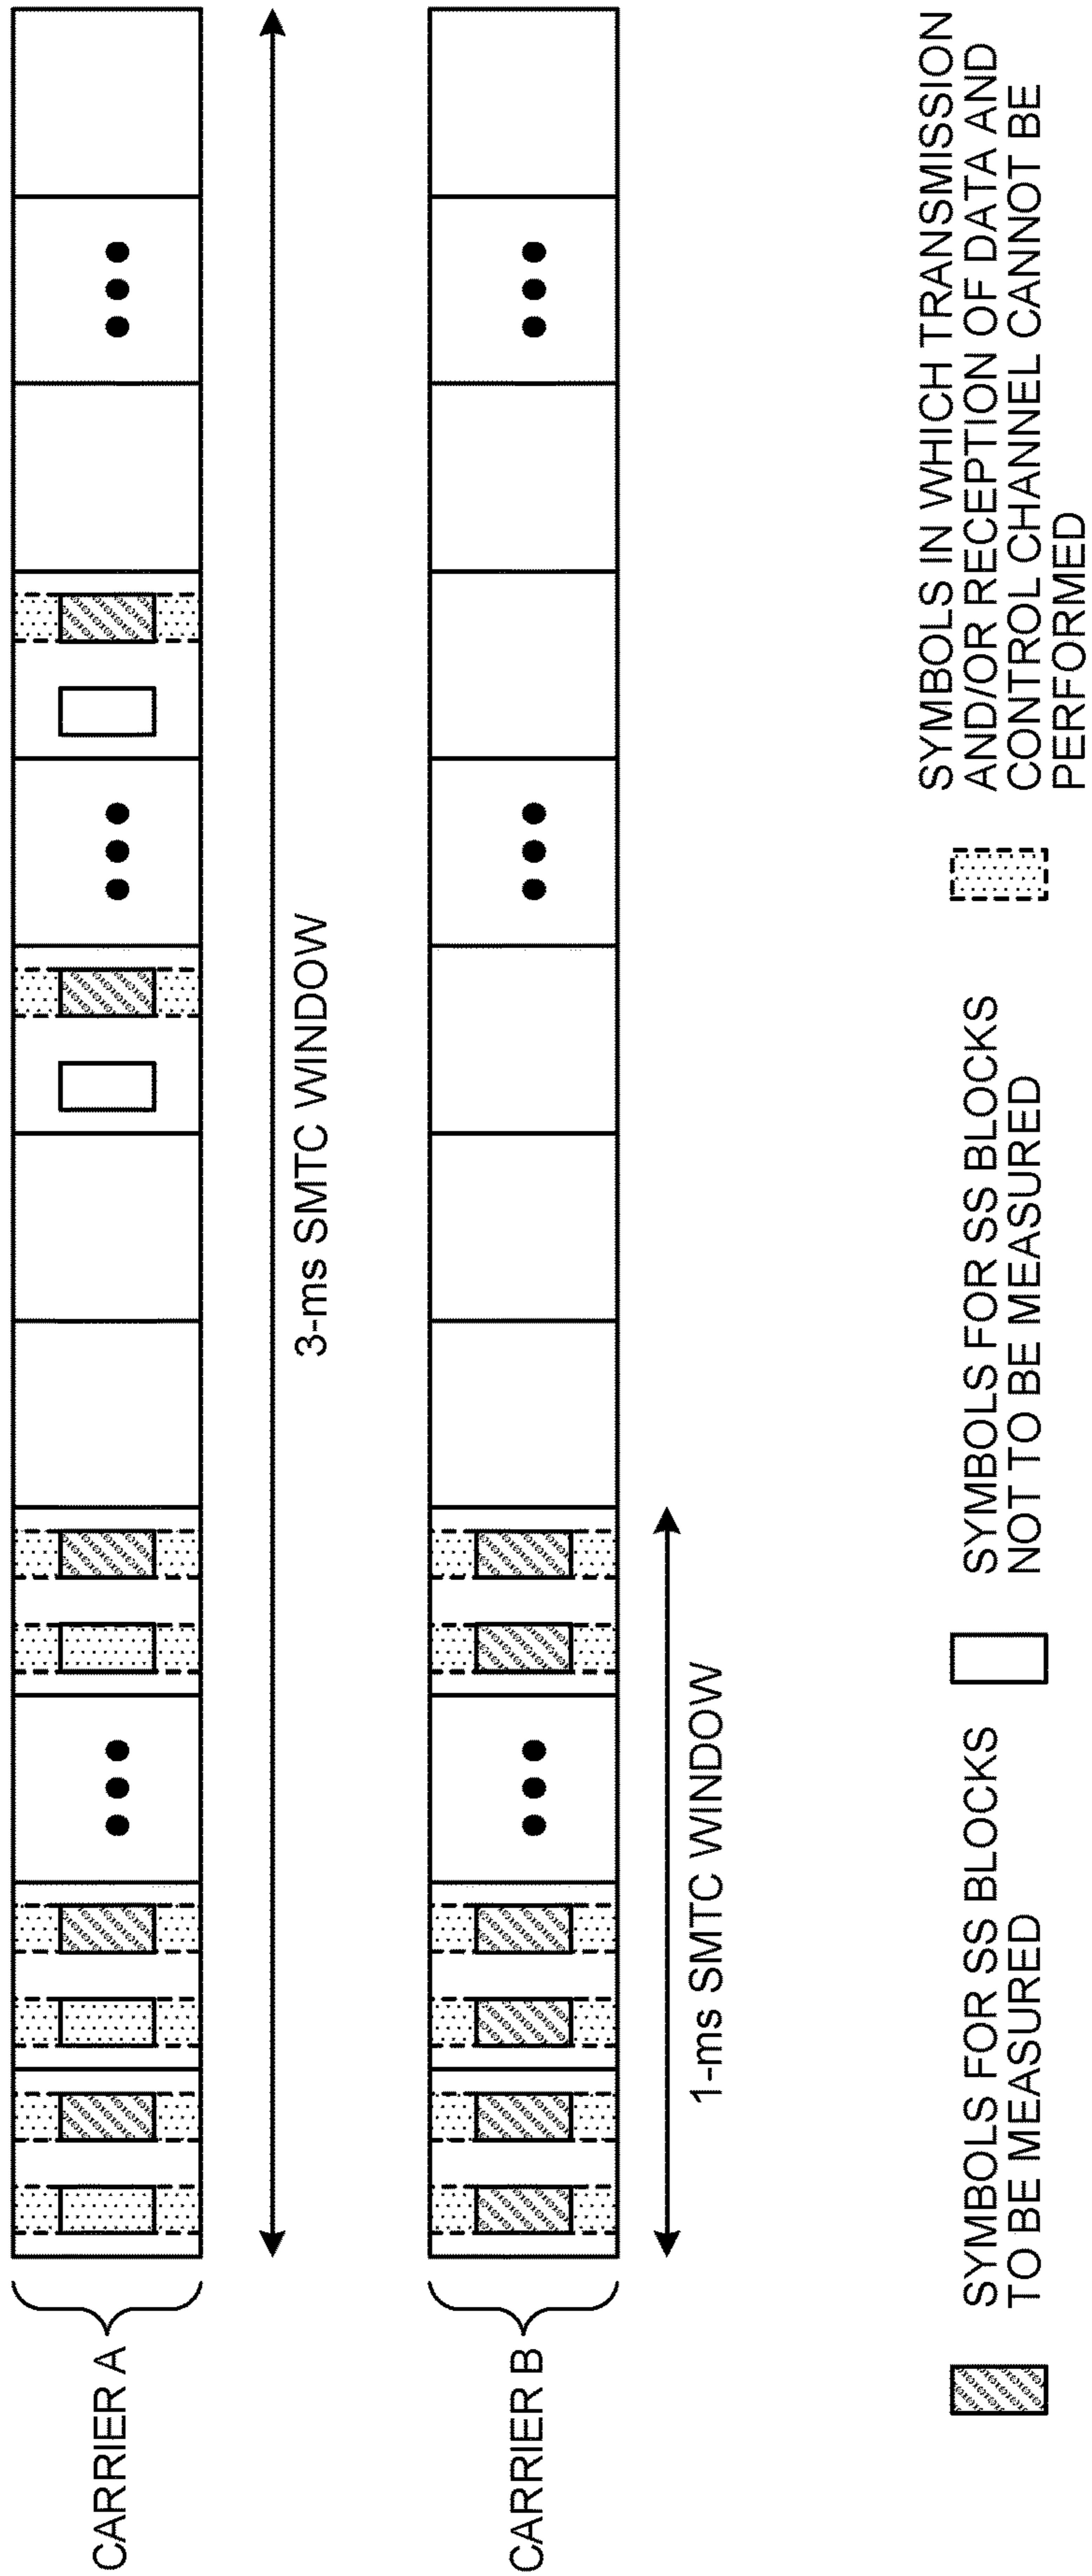 CARRIER A
3-ms SMTC WINDOW
CARRIER B
1-ms SMTC WINDOW
SYMBOLS FOR SS BLOCKS
TO BE MEASURED
SYMBOLS FOR SS BLOCKS
NOT TO BE MEASURED
SYMBOLS IN WHICH TRANSMISSION
AND/OR RECEPTION OF DATA AND
CONTROL CHANNEL CANNOT BE
PERFORMED